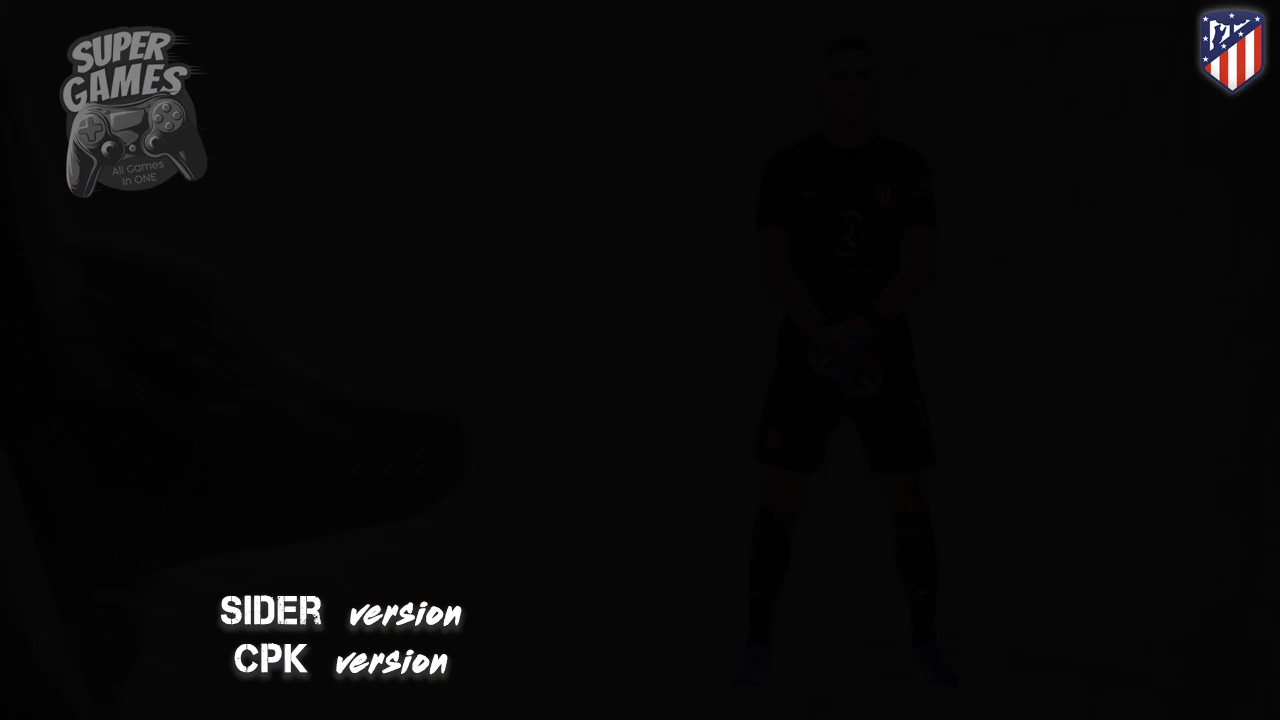 SUPER
GAMES
All Games
in ONE
SIDER version
CPK version